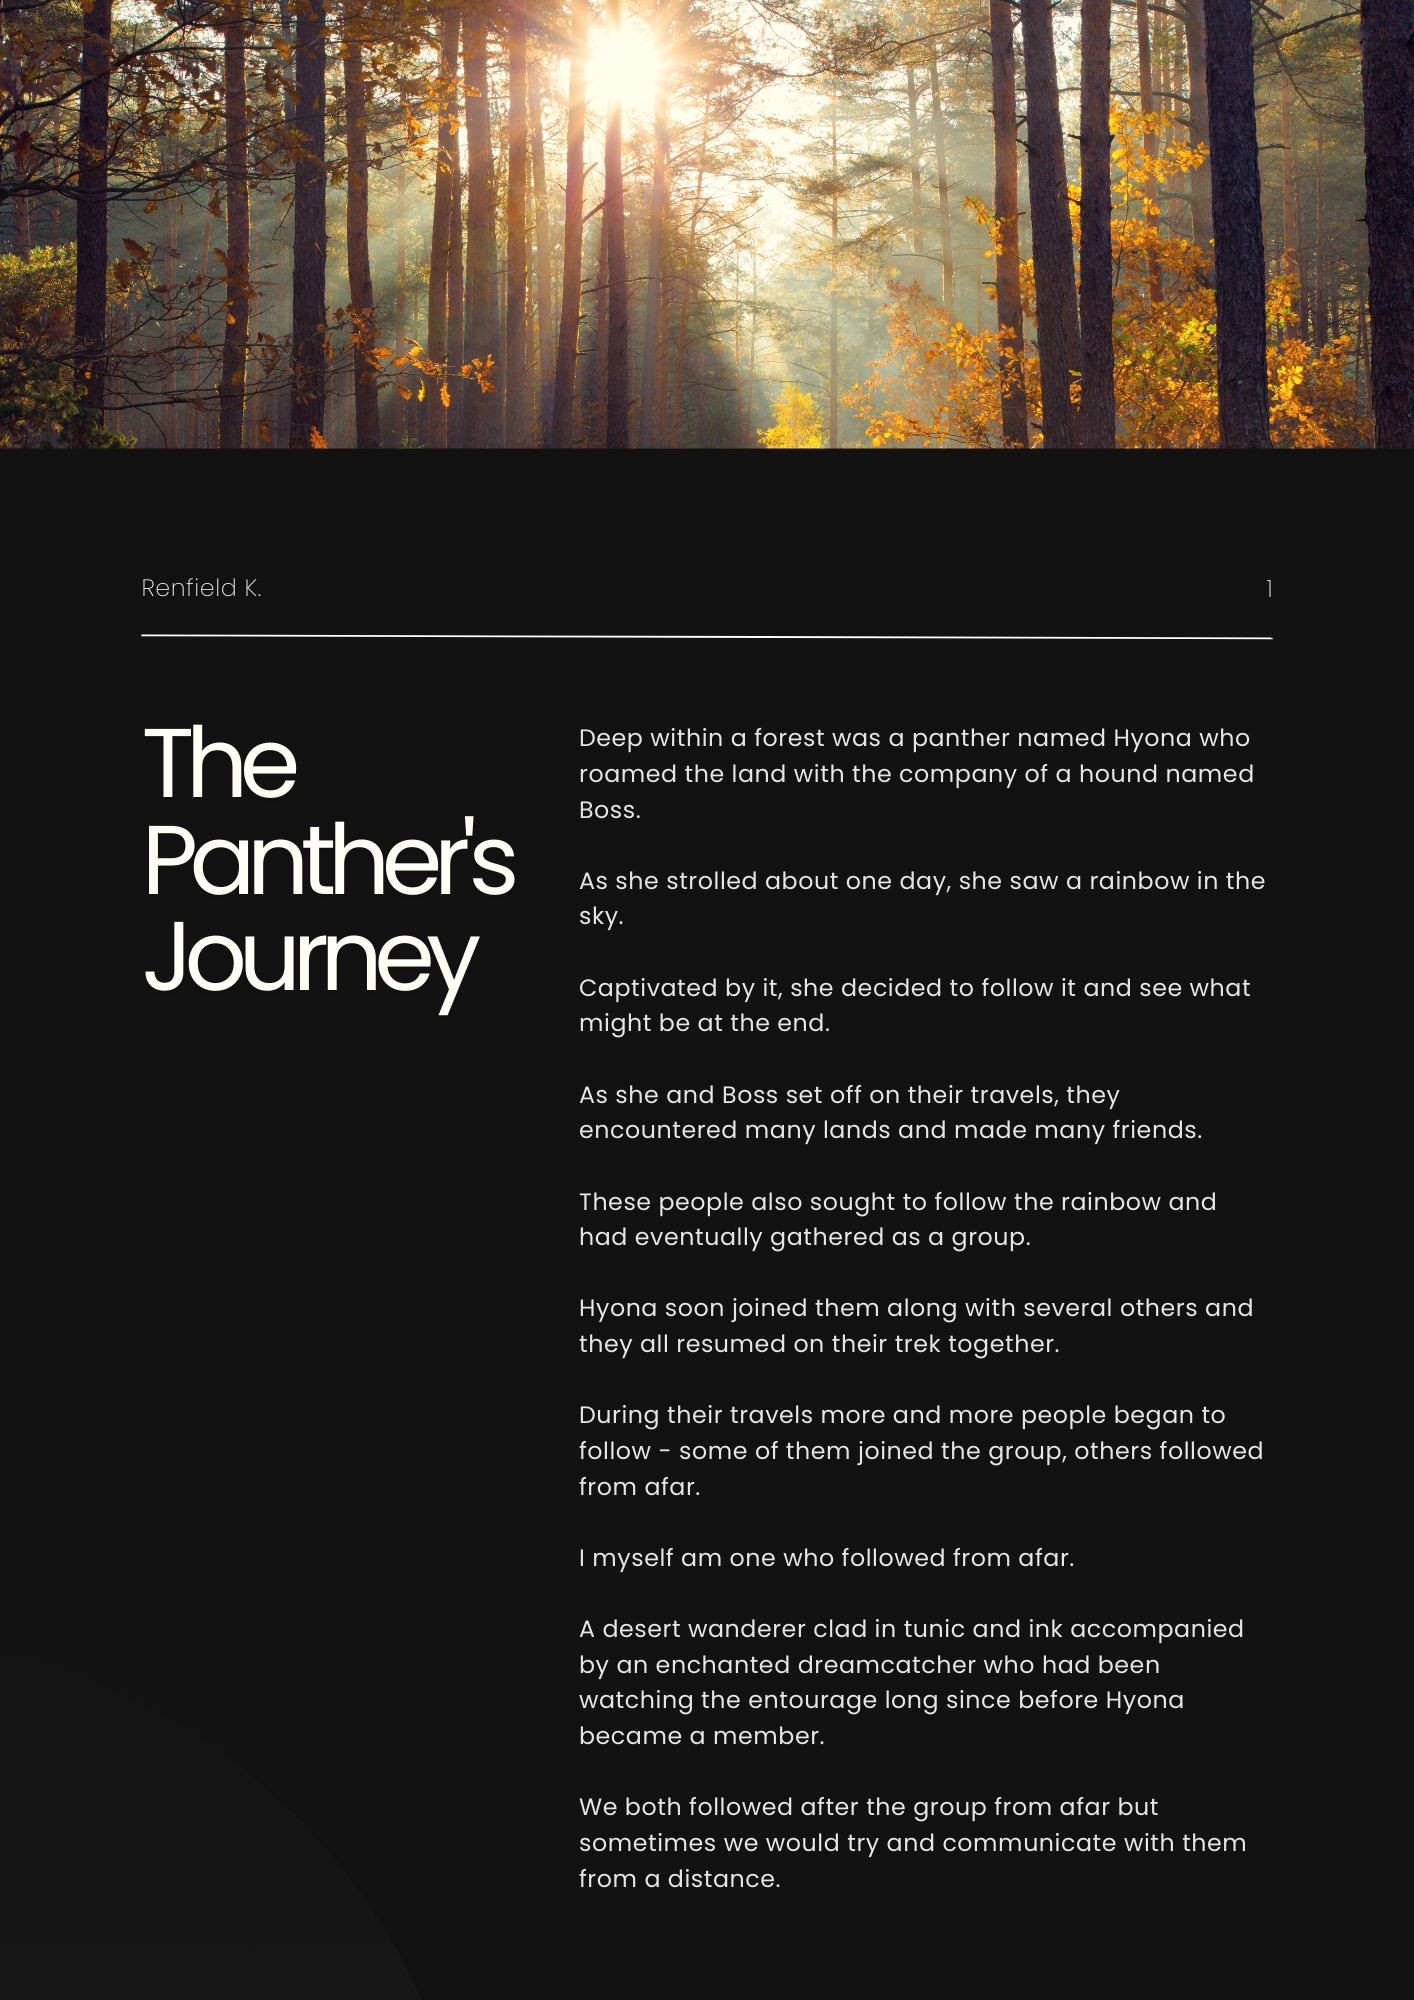 Renfield K.
1
The
Panther's
Journey
Deep within a forest was a panther named Hyona who
roamed the land with the company of a hound named
Boss.
As she strolled about one day, she saw a rainbow in the
sky.
Captivated by it, she decided to follow it and see what
might be at the end.
As she and Boss set off on their travels, they
encountered many lands and made many friends.
These people also sought to follow the rainbow and
had eventually gathered as a group.
Hyona soon joined them along with several others and
they all resumed on their trek together.
During their travels more and more people began to
follow - some of them joined the group, others followed
from afar.
I myself am one who followed from afar.
A desert wanderer clad in tunic and ink accompanied
by an enchanted dreamcatcher who had been
watching the entourage long since before Hyona
became a member.
We both followed after the group from afar but
sometimes we would try and communicate with them
from a distance.